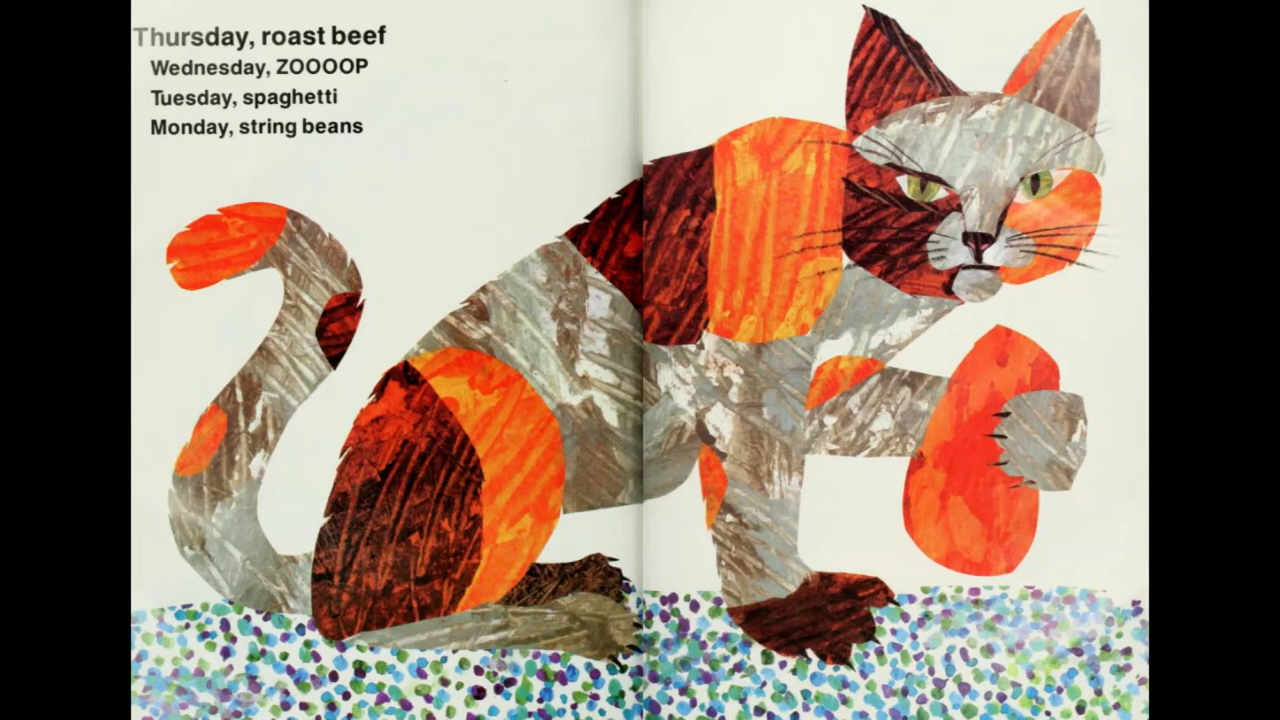 Thursday, roast beef
Wednesday, ZOOOOP
Tuesday, spaghetti
Monday, string beans